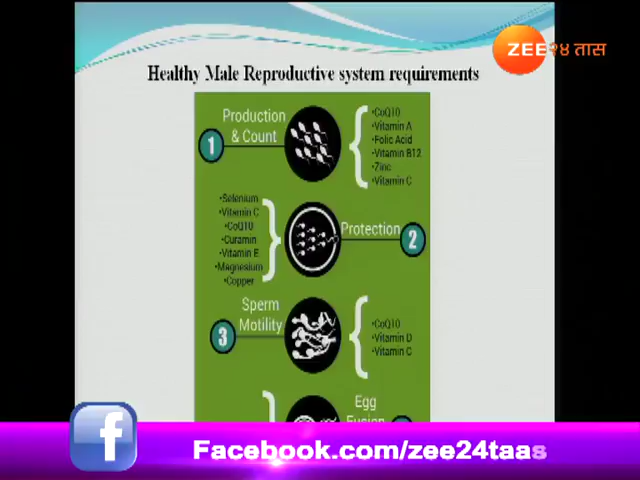 ZEE २४ तास
Healthy Male Reproductive system requirements
Production
& Count
1
•CoQ10
•Vitamin A
•Folic Acid
•Vitamin B12
•Zinc
•Vitamin C
•Selenium
•Vitamin C
•CoQ10
•Curamin
•Vitamin E
•Magnesium
•Copper
Protection
2
Sperm
Motility
3
•CoQ10
•Vitamin D
•Vitamin C
Egg
Fusion
f
Facebook.com/zee24taas